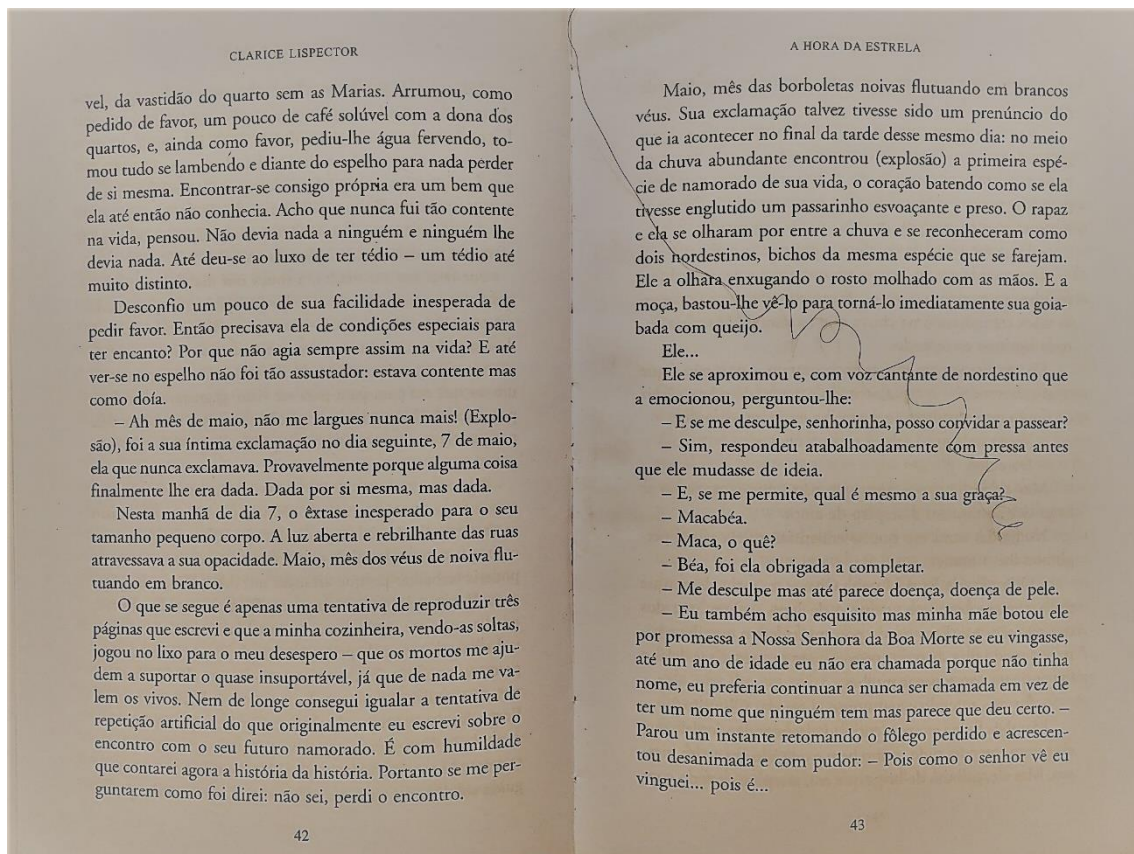 CLARICE LISPECTOR
vel, da vastidão do quarto sem as Marias. Arrumou, como
pedido de favor, um pouco de café solúvel com a dona dos
quartos, e, ainda como favor, pediu-lhe água fervendo, to-
mou tudo se lambendo e diante do espelho para nada perder
de si mesma. Encontrar-se consigo própria era um bem que
ela até então não conhecia. Acho que nunca fui tão contente
na vida, pensou. Não devia nada a ninguém e ninguém lhe
devia nada. Até deu-se ao luxo de ter tédio – um tédio até
muito distinto.
Desconfio um pouco de sua facilidade inesperada de
pedir favor. Então precisava ela de condições especiais para
ter encanto? Por que não agia sempre assim na vida? E até
ver-se no espelho não foi tão assustador: estava contente mas
como doía.
– Ah mês de maio, não me largues nunca mais! (Explo-
são), foi a sua íntima exclamação no dia seguinte, 7 de maio,
ela que nunca exclamava. Provavelmente porque alguma coisa
finalmente lhe era dada. Dada por si mesma, mas dada.
Nesta manhã de dia 7, o êxtase inesperado para o seu
tamanho pequeno corpo. A luz aberta e rebrilhante das ruas
atravessava a sua opacidade. Maio, mês dos véus de noiva flu-
tuando em branco.
O que se segue é apenas uma tentativa de reproduzir três
páginas que escrevi e que a minha cozinheira, vendo-as soltas,
jogou no lixo para o meu desespero – que os mortos me aju-
dem a suportar o quase insuportável, já que de nada me va-
lem os vivos. Nem de longe consegui igualar a tentativa de
repetição artificial do que originalmente eu escrevi sobre o
encontro com o seu futuro namorado. É com humildade
que contarei agora a história da história. Portanto se me per-
guntarem como foi direi: não sei, perdi o encontro.
42
A HORA DA ESTRELA
Maio, mês das borboletas noivas flutuando em brancos
véus. Sua exclamação talvez tivesse sido um prenúncio do
que ia acontecer no final da tarde desse mesmo dia: no meio
da chuva abundante encontrou (explosão) a primeira espé-
cie de namorado de sua vida, o coração batendo como se ela
tivesse englutido um passarinho esvoaçante e preso. O rapaz
e ela se olharam por entre a chuva e se reconheceram como
dois nordestinos, bichos da mesma espécie que se farejam.
Ele a olhara enxugando o rosto molhado com as mãos. E a
moça, bastou-lhe vê-lo para torná-lo imediatamente sua goia-
bada com queijo.
Ele...
Ele se aproximou e, com voz cantante de nordestino que
a emocionou, perguntou-lhe:
– E se me desculpe, senhorinha, posso convidar a passear?
– Sim, respondeu atabalhoadamente com pressa antes
que ele mudasse de ideia.
– E, se me permite, qual é mesmo a sua graça?
– Macabéa.
– Maca, o quê?
– Béa, foi ela obrigada a completar.
– Me desculpe mas até parece doença, doença de pele.
– Eu também acho esquisito mas minha mãe botou ele
por promessa a Nossa Senhora da Boa Morte se eu vingasse,
até um ano de idade eu não era chamada porque não tinha
nome, eu preferia continuar a nunca ser chamada em vez de
ter um nome que ninguém tem mas parece que deu certo. –
Parou um instante retomando o fôlego perdido e acrescen-
tou desanimada e com pudor: – Pois como o senhor vê eu
vinguei... pois é...
43